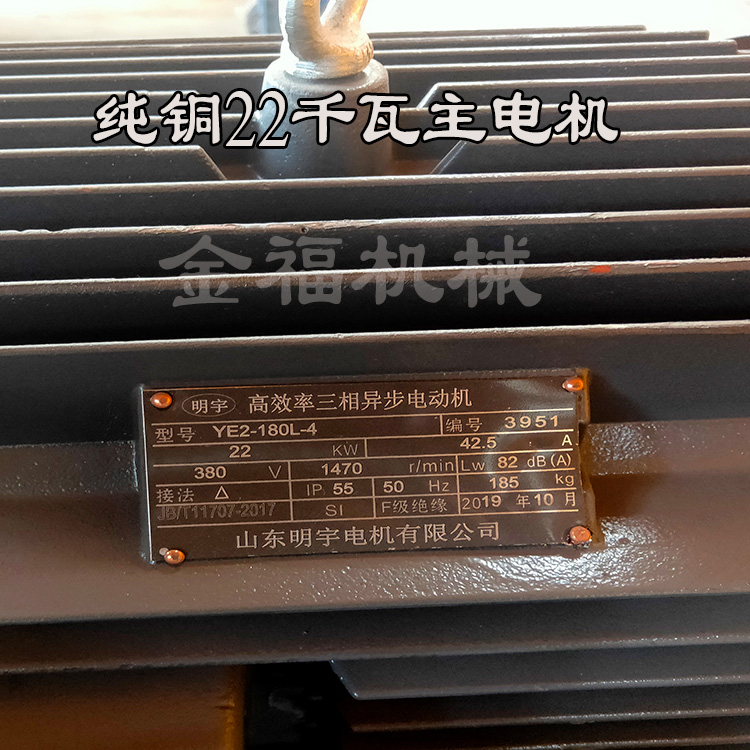 纯铜22千瓦主电机
金福机械
明宇 高效率三相异步电动机
型号 YE2-180L-4 编号 3951
22 KW 42.5 A
380 V 1470 r/min Lw 82 dB(A)
接法 △ IP 55 50 Hz 185 kg
JB/T11707-2017 SI F级绝缘 2019 年 10 月
山东明宇电机有限公司